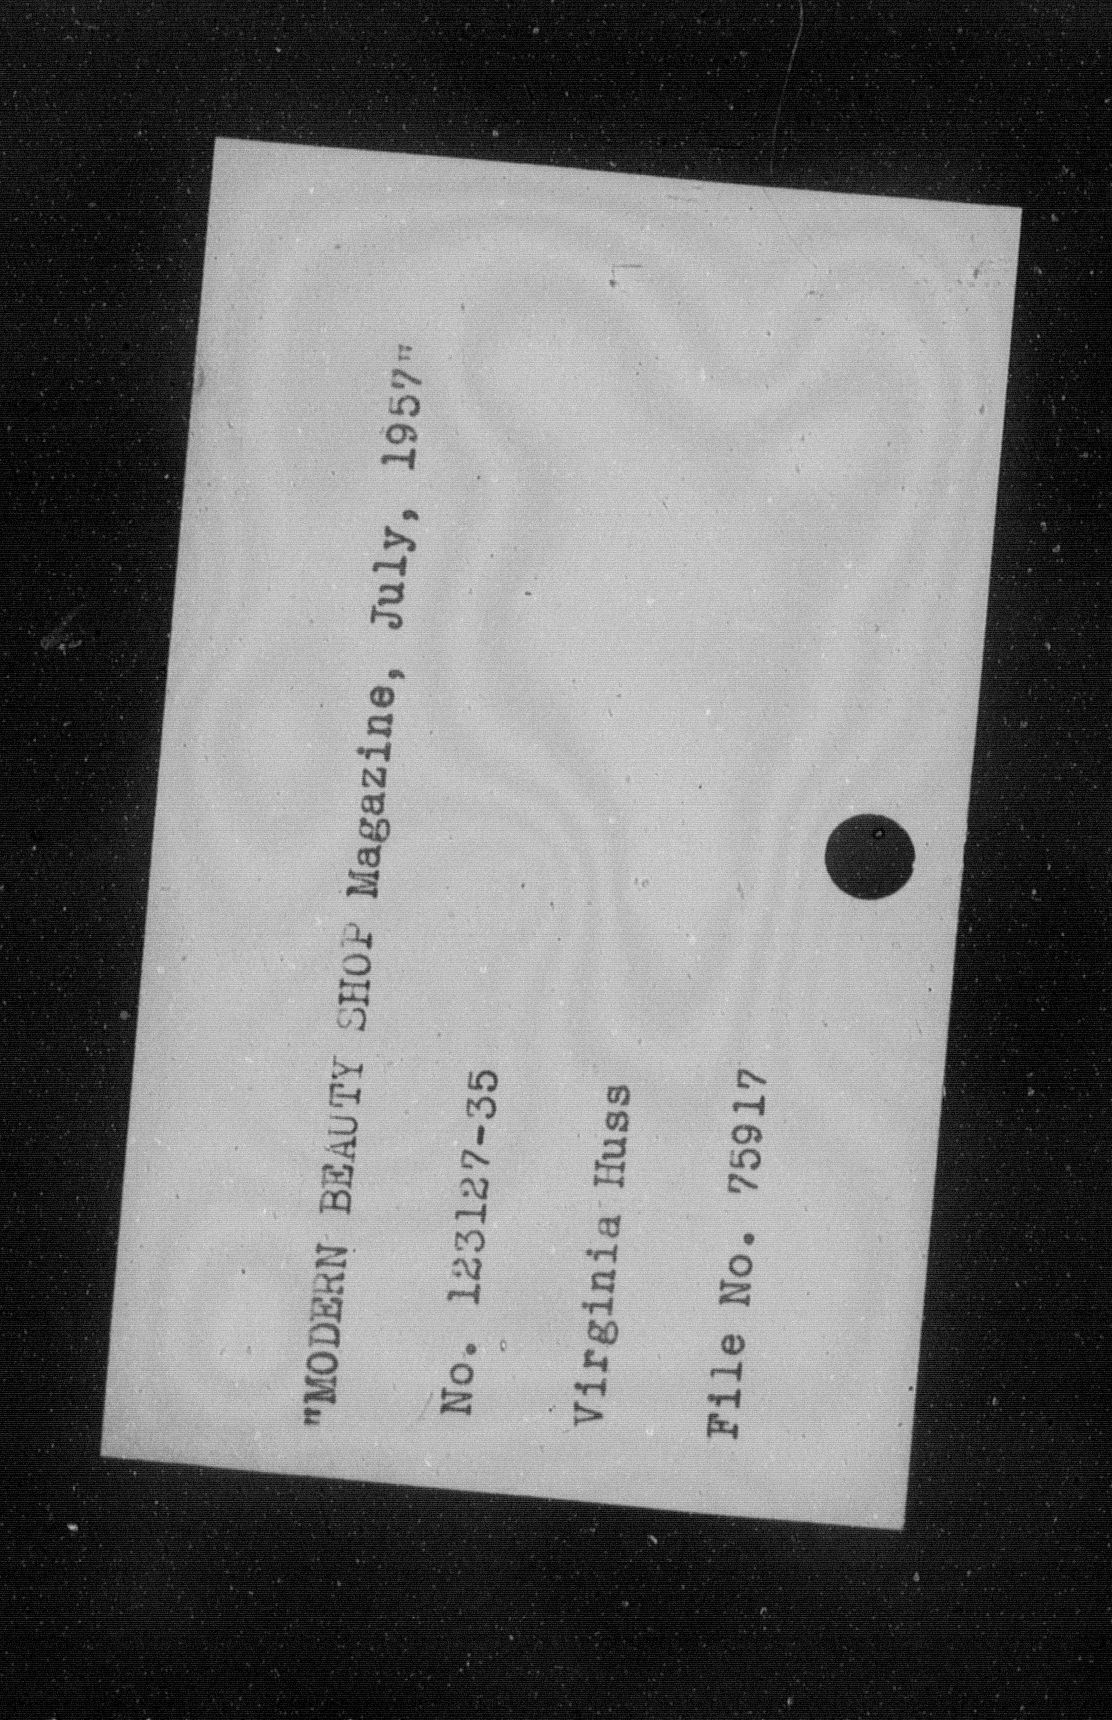 "MODERN BEAUTY SHOP Magazine, July, 1957"
No. 123127-35
Virginia Huss
File No. 75917